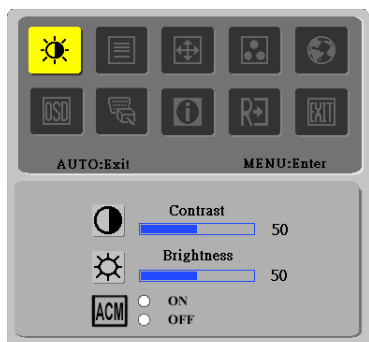 OSD
i
R
EXIT
AUTO:Exit MENU:Enter
Contrast
50
Brightness
50
ACM ON
OFF